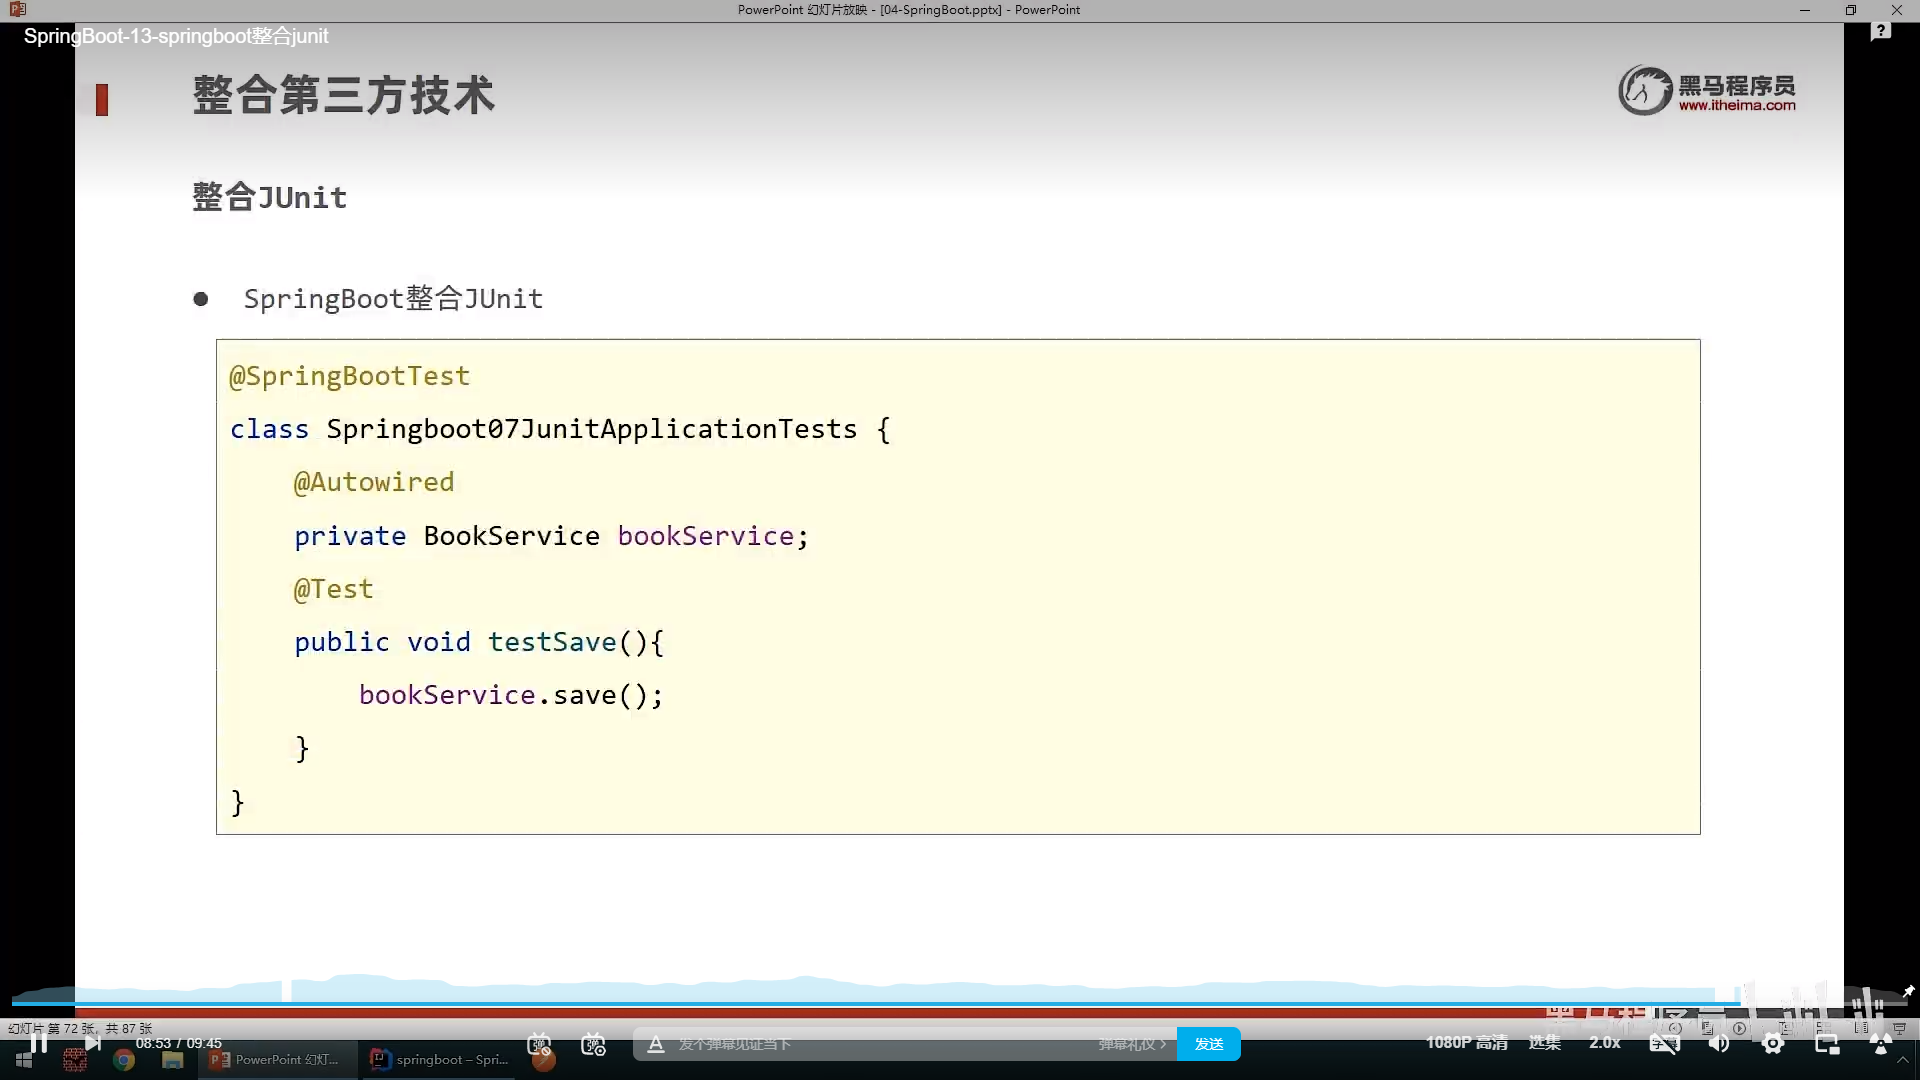 PowerPoint 幻灯片放映 - [04-SpringBoot.pptx] - PowerPoint
SpringBoot-13-springboot整合junit
整合第三方技术
黑马程序员
www.itheima.com
整合JUnit
● SpringBoot整合JUnit
@SpringBootTest
class Springboot07JunitApplicationTests {
@Autowired
private BookService bookService;
@Test
public void testSave(){
bookService.save();
}
}
幻灯片 第 72 张，共 87 张
08:53 / 09:45
发个弹幕见证当下
弹幕礼仪 >
发送
1080P 高清
选集
2.0x
PowerPoint 幻灯...
springboot – Spri...